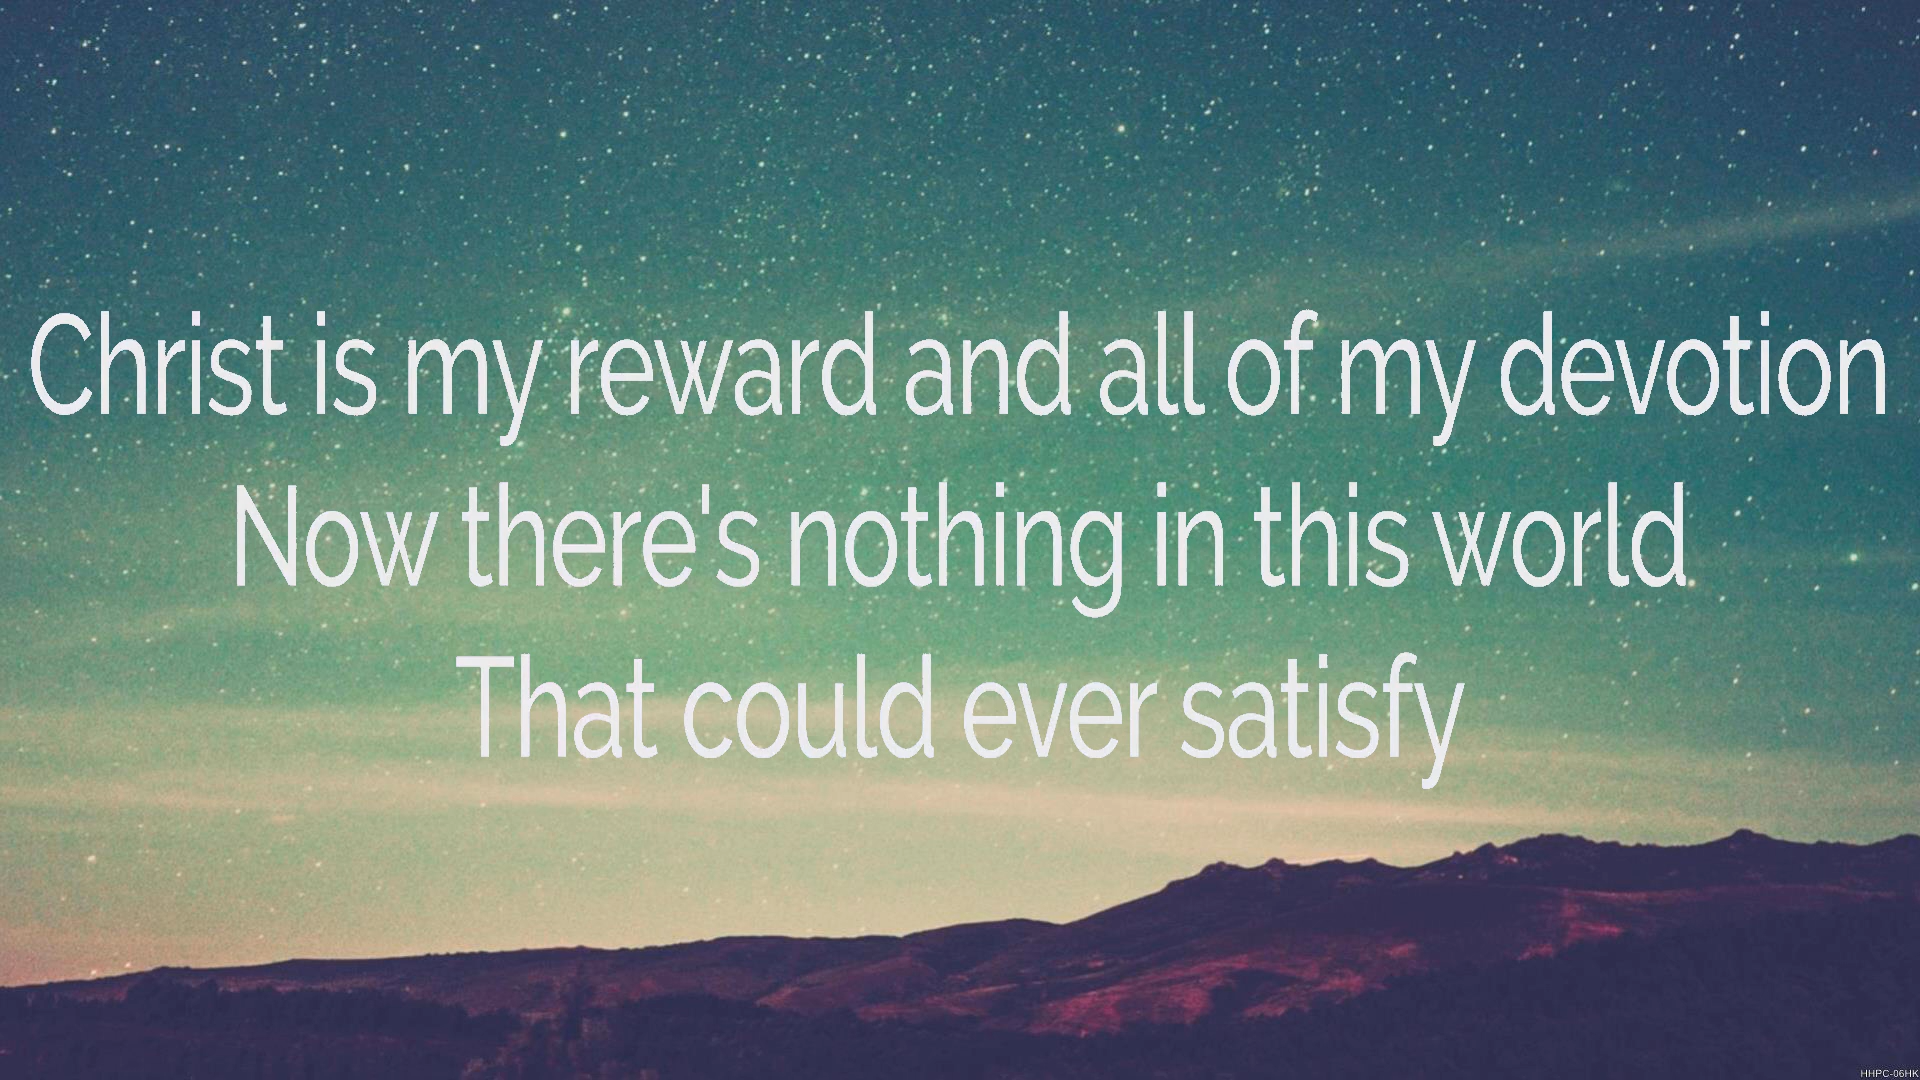 Christ is my reward and all of my devotion
Now there's nothing in this world
That could ever satisfy
HHPC-06HK